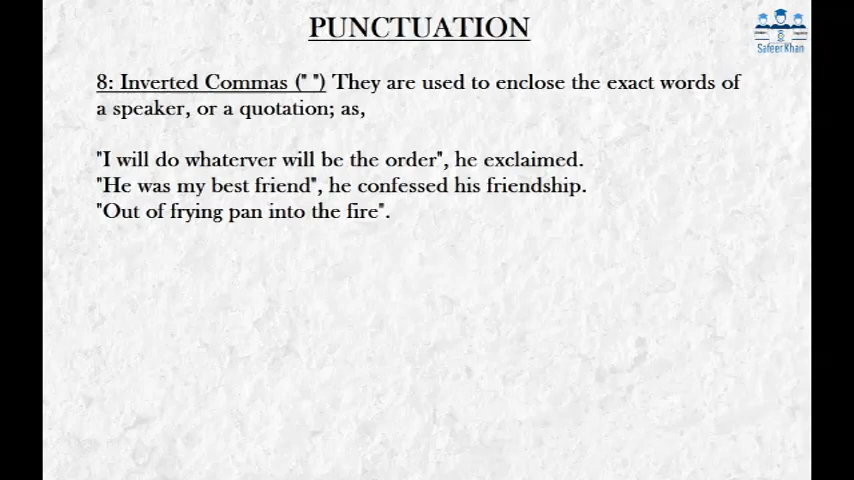 PUNCTUATION
Safeer Khan
8: Inverted Commas (" ") They are used to enclose the exact words of
a speaker, or a quotation; as,
"I will do whaterver will be the order", he exclaimed.
"He was my best friend", he confessed his friendship.
"Out of frying pan into the fire".